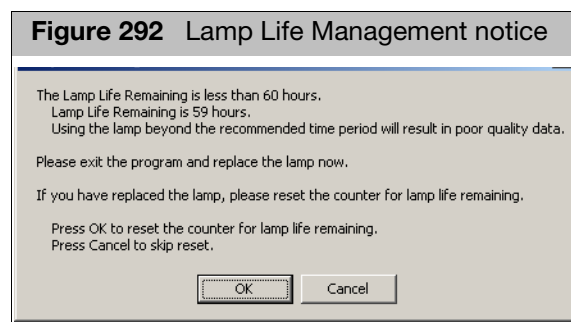 Figure 292 Lamp Life Management notice
The Lamp Life Remaining is less than 60 hours.
Lamp Life Remaining is 59 hours.
Using the lamp beyond the recommended time period will result in poor quality data.
Please exit the program and replace the lamp now.
If you have replaced the lamp, please reset the counter for lamp life remaining.
Press OK to reset the counter for lamp life remaining.
Press Cancel to skip reset.
OK Cancel